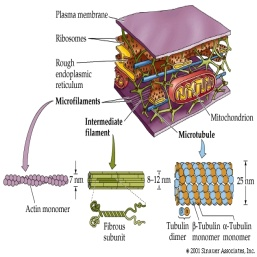 Plasma membrane
Ribosomes
Rough
endoplasmic
reticulum
Microfilaments
Mitochondrion
Intermediate
filament
Microtubule
7 nm
8–12 nm
25 nm
Actin monomer
Fibrous
subunit
Tubulin β-Tubulin α-Tubulin
dimer monomer monomer
© 2001 Sinauer Associates, Inc.